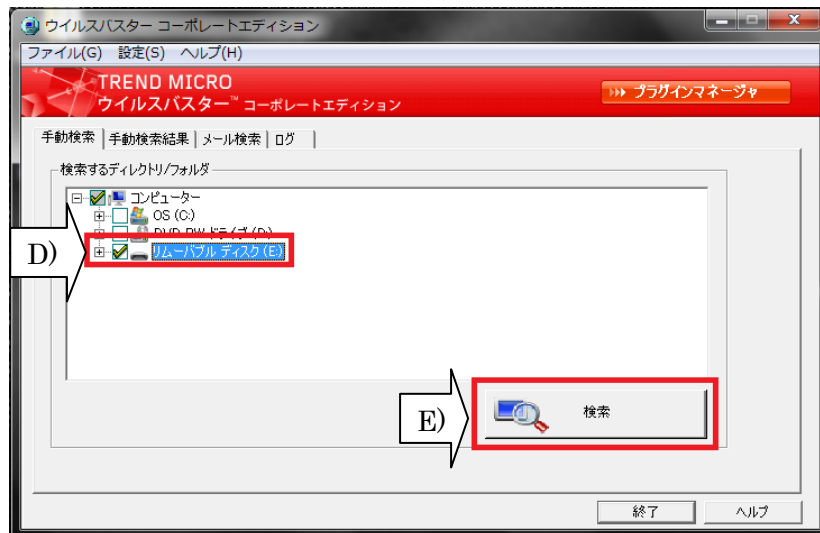 ウイルスバスター コーポレートエディション
ファイル(G) 設定(S) ヘルプ(H)
TREND MICRO
ウイルスバスター™ コーポレートエディション
プラグインマネージャ
手動検索 手動検索結果 メール検索 ログ
検索するディレクトリ/フォルダ
コンピューター
OS (C:)
DVD RW ドライブ (D:)
D)
リムーバブル ディスク (E:)
E)
検索
終了 ヘルプ